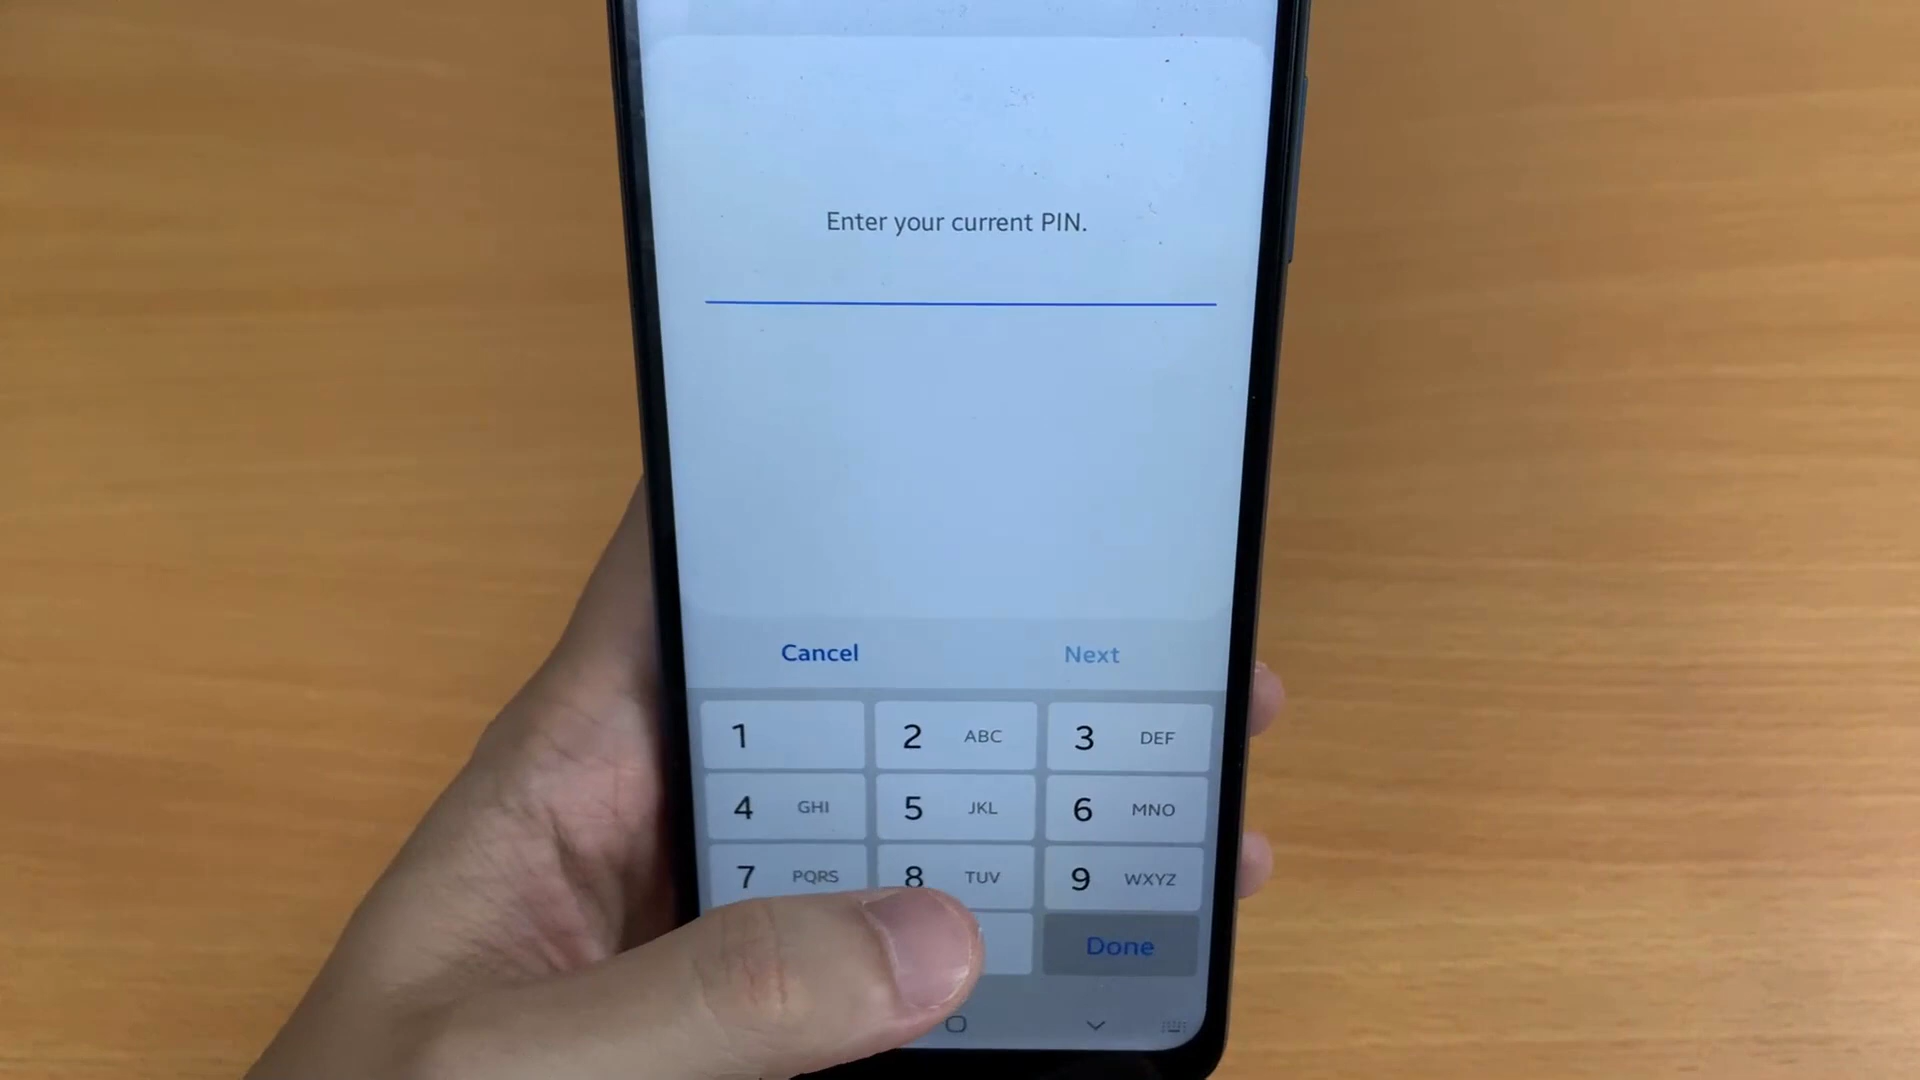 Enter your current PIN.
Cancel Next
1 2 ABC 3 DEF
4 GHI 5 JKL 6 MNO
7 PQRS 8 TUV 9 WXYZ
Done